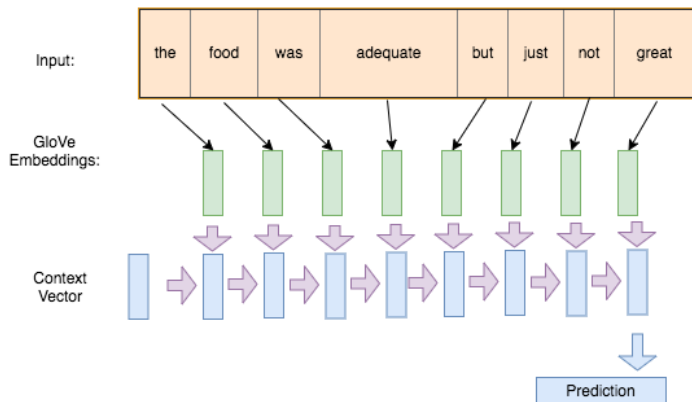 Input:
the food was adequate but just not great
GloVe
Embeddings:
Context
Vector
Prediction